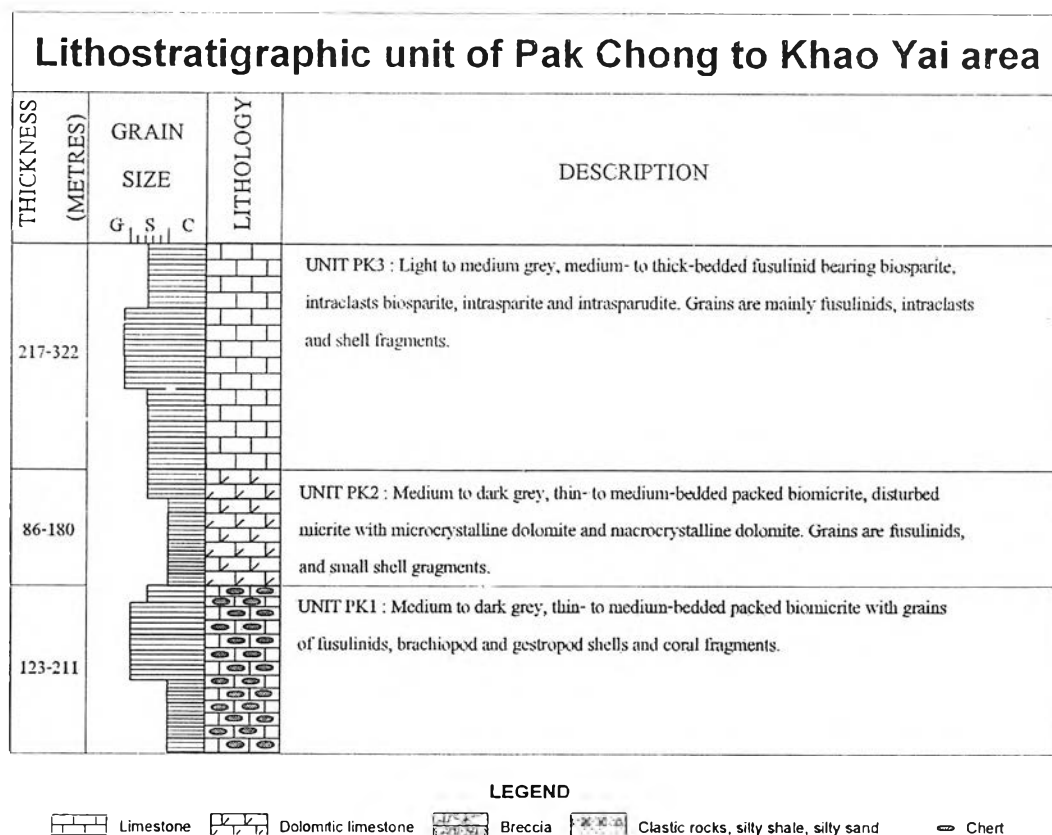 Lithostratigraphic unit of Pak Chong to Khao Yai area
THICKNESS
(METRES)
GRAIN
SIZE
G S C
LITHOLOGY
DESCRIPTION
217-322
UNIT PK3 : Light to medium grey, medium- to thick-bedded fusulinid bearing biosparite,
intraclasts biosparite, intrasparite and intrasparudite. Grains are mainly fusulinids, intraclasts
and shell fragments.
86-180
UNIT PK2 : Medium to dark grey, thin- to medium-bedded packed biomicrite, disturbed
micrite with microcrystalline dolomite and macrocrystalline dolomite. Grains are fusulinids,
and small shell gragments.
123-211
UNIT PK1 : Medium to dark grey, thin- to medium-bedded packed biomicrite with grains
of fusulinids, brachiopod and gestropod shells and coral fragments.
LEGEND
Limestone Dolomitic limestone Breccia Clastic rocks, silty shale, silty sand Chert